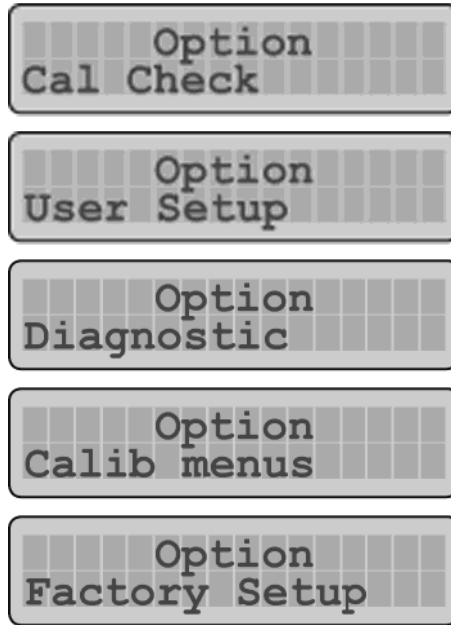 Option
Cal Check
Option
User Setup
Option
Diagnostic
Option
Calib menus
Option
Factory Setup